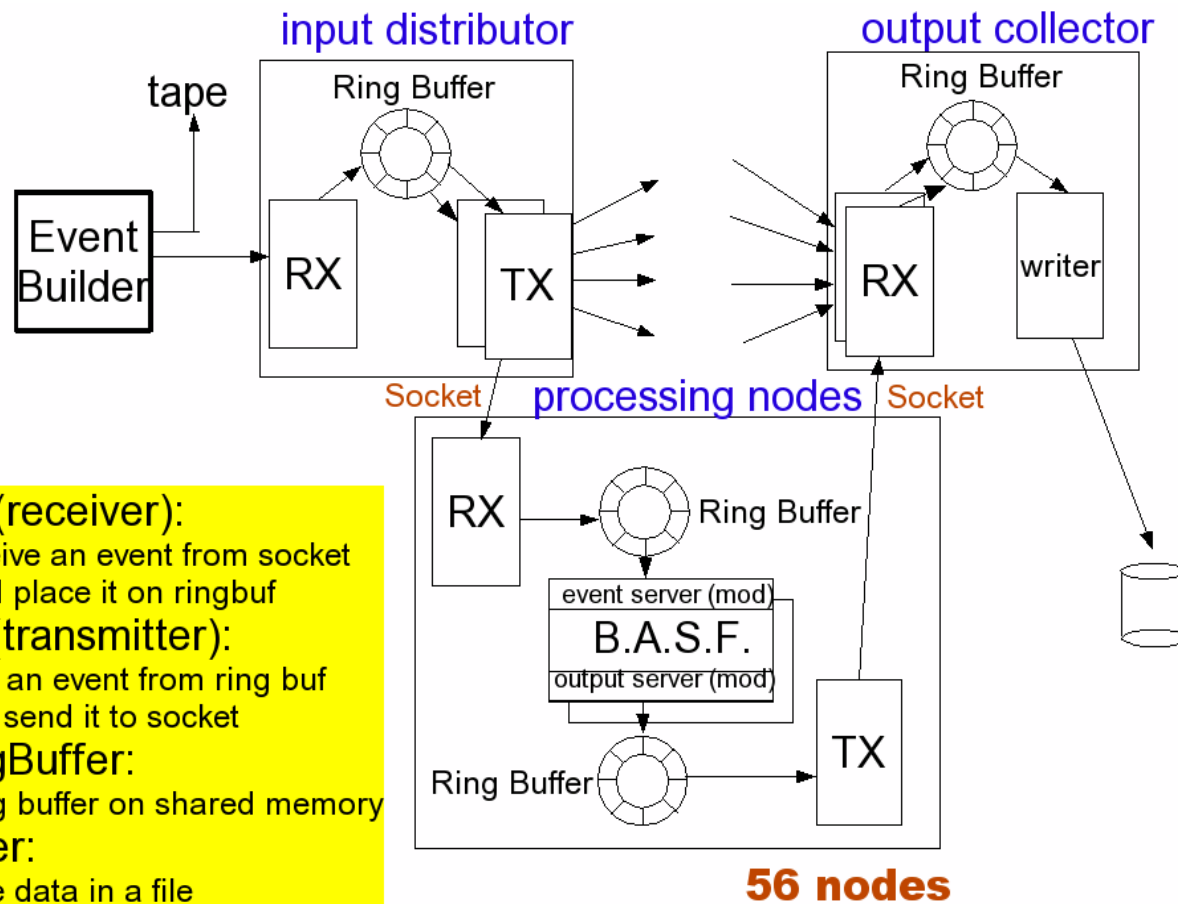 input distributor
output collector
tape
Ring Buffer
Ring Buffer
Event
Builder
RX
TX
RX
writer
Socket
processing nodes
Socket
RX
Ring Buffer
event server (mod)
B.A.S.F.
output server (mod)
Ring Buffer
TX
(receiver):
an event from socket
place it on ringbuf
(transmitter):
an event from ring buf
send it to socket
buffer on shared memory
data in a file
56 nodes